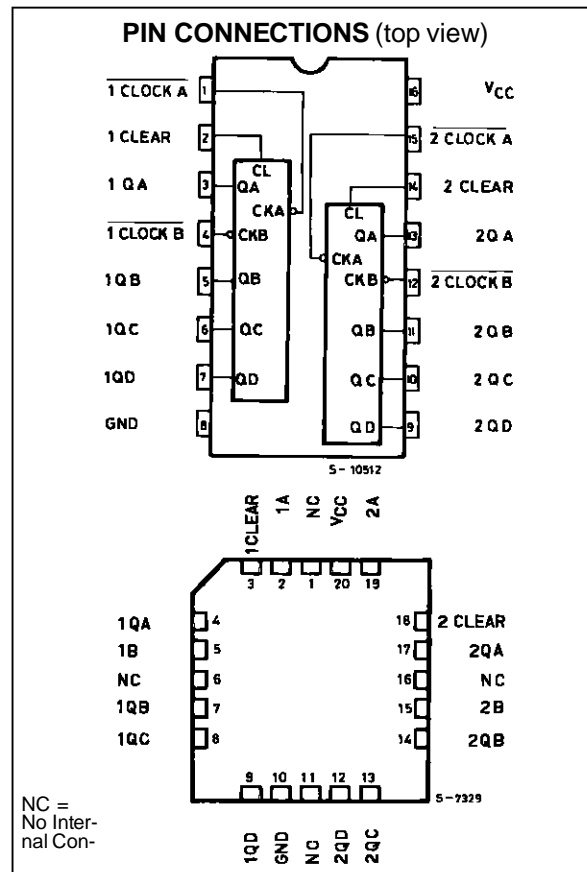 PIN CONNECTIONS (top view)
1 CLOCK A 1 16 VCC
1 CLEAR 2 15 2 CLOCK A
1 QA 3 14 2 CLEAR
1 CLOCK B 4 13 2QA
1QB 5 12 2 CLOCK B
1QC 6 11 2QB
1QD 7 10 2QC
GND 8 9 2QD
CL
QA
CKA
CKB
QB
QC
QD
CL
QA
CKA
CKB
QB
QC
QD
S-10512
1CLEAR 1A NC VCC 2A
3 2 1 20 19
1QA 4 18 2 CLEAR
1B 5 17 2QA
NC 6 16 NC
1QB 7 15 2B
1QC 8 14 2QB
9 10 11 12 13
S-7329
1QD GND NC 2QD 2QC
NC =
No Inter-
nal Con-